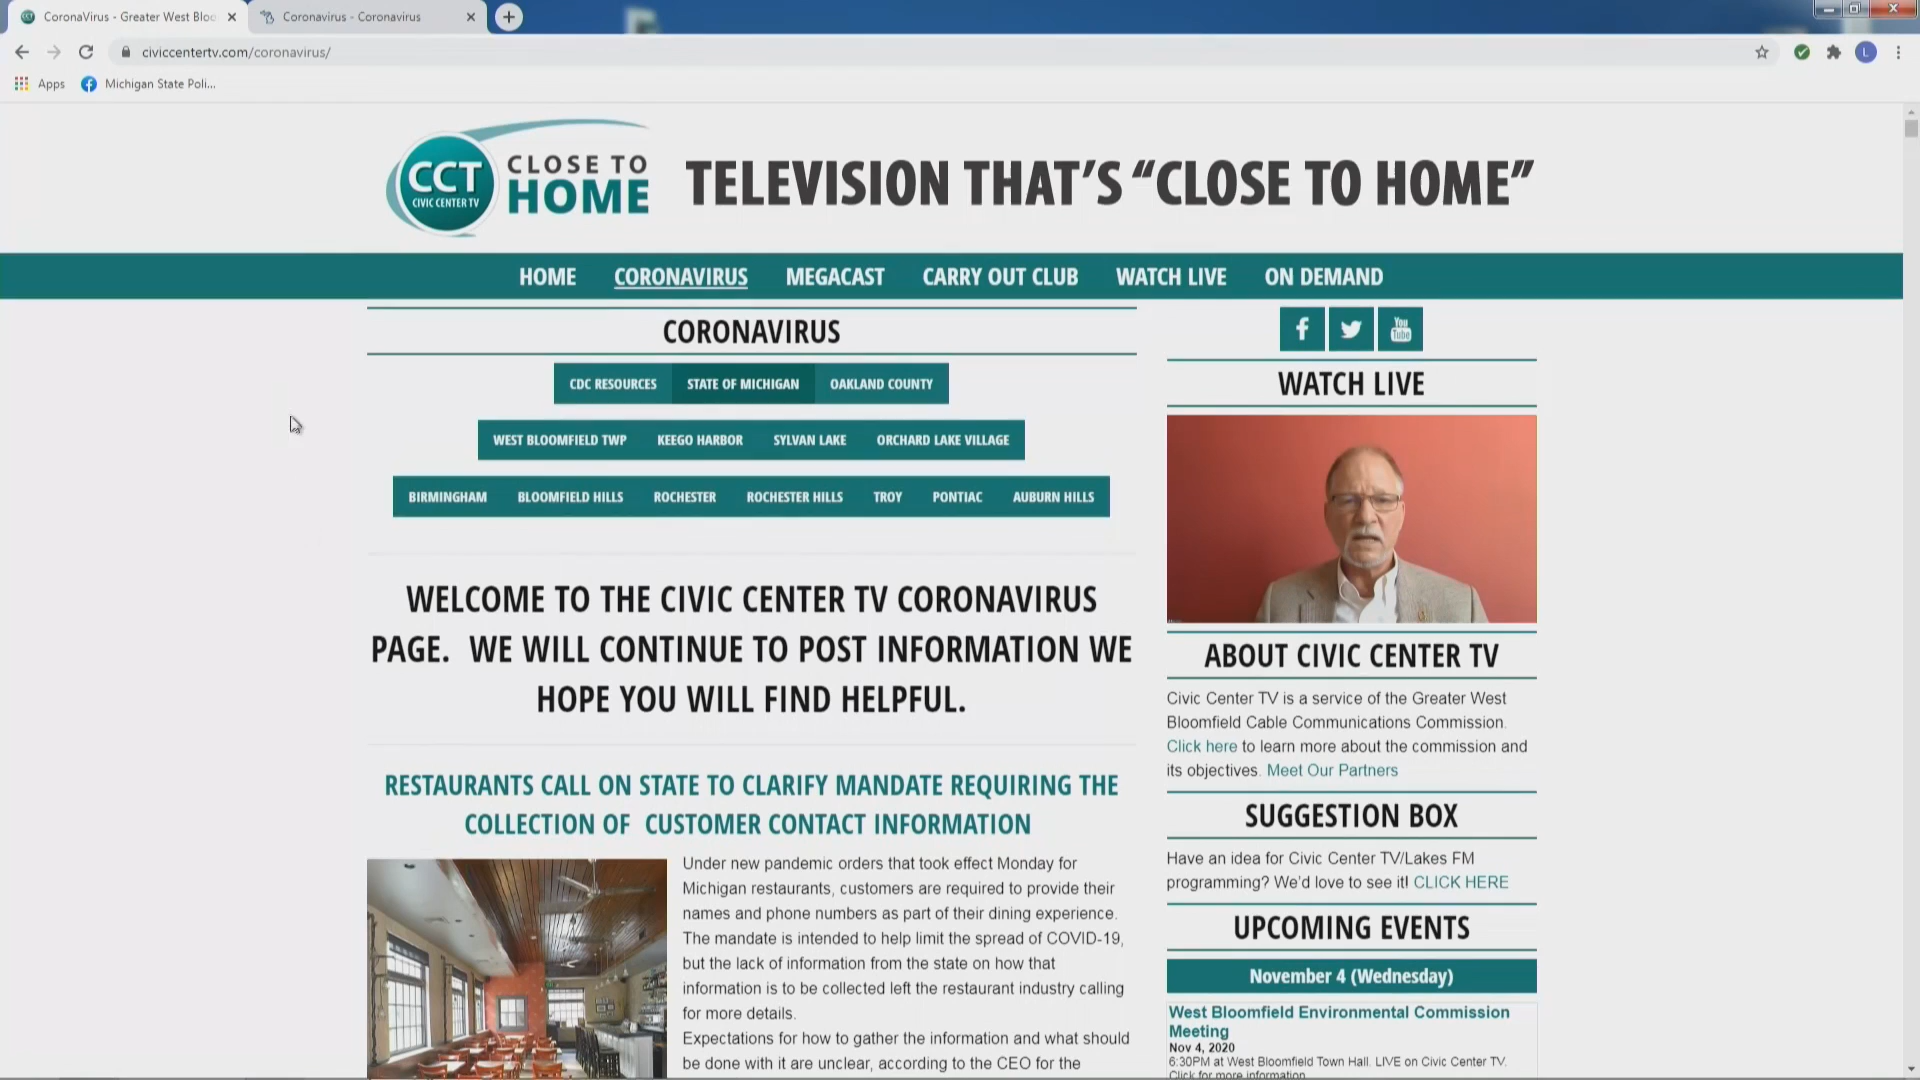 CoronaVirus - Greater West Bloo
Coronavirus - Coronavirus
civiccentertv.com/coronavirus/
L
Apps
Michigan State Poli...
CCT
CIVIC CENTER TV
CLOSE TO
HOME
TELEVISION THAT'S “CLOSE TO HOME”
HOME CORONAVIRUS MEGACAST CARRY OUT CLUB WATCH LIVE ON DEMAND
CORONAVIRUS
CDC RESOURCES STATE OF MICHIGAN OAKLAND COUNTY
WEST BLOOMFIELD TWP KEEGO HARBOR SYLVAN LAKE ORCHARD LAKE VILLAGE
BIRMINGHAM BLOOMFIELD HILLS ROCHESTER ROCHESTER HILLS TROY PONTIAC AUBURN HILLS
WELCOME TO THE CIVIC CENTER TV CORONAVIRUS
PAGE. WE WILL CONTINUE TO POST INFORMATION WE
HOPE YOU WILL FIND HELPFUL.
RESTAURANTS CALL ON STATE TO CLARIFY MANDATE REQUIRING THE
COLLECTION OF CUSTOMER CONTACT INFORMATION
Under new pandemic orders that took effect Monday for
Michigan restaurants, customers are required to provide their
names and phone numbers as part of their dining experience.
The mandate is intended to help limit the spread of COVID-19,
but the lack of information from the state on how that
information is to be collected left the restaurant industry calling
for more details.
Expectations for how to gather the information and what should
be done with it are unclear, according to the CEO for the
You
Tube
WATCH LIVE
ABOUT CIVIC CENTER TV
Civic Center TV is a service of the Greater West
Bloomfield Cable Communications Commission.
Click here to learn more about the commission and
its objectives. Meet Our Partners
SUGGESTION BOX
Have an idea for Civic Center TV/Lakes FM
programming? We'd love to see it! CLICK HERE
UPCOMING EVENTS
November 4 (Wednesday)
West Bloomfield Environmental Commission
Meeting
Nov 4, 2020
6:30PM at West Bloomfield Town Hall. LIVE on Civic Center TV.
Click for more information